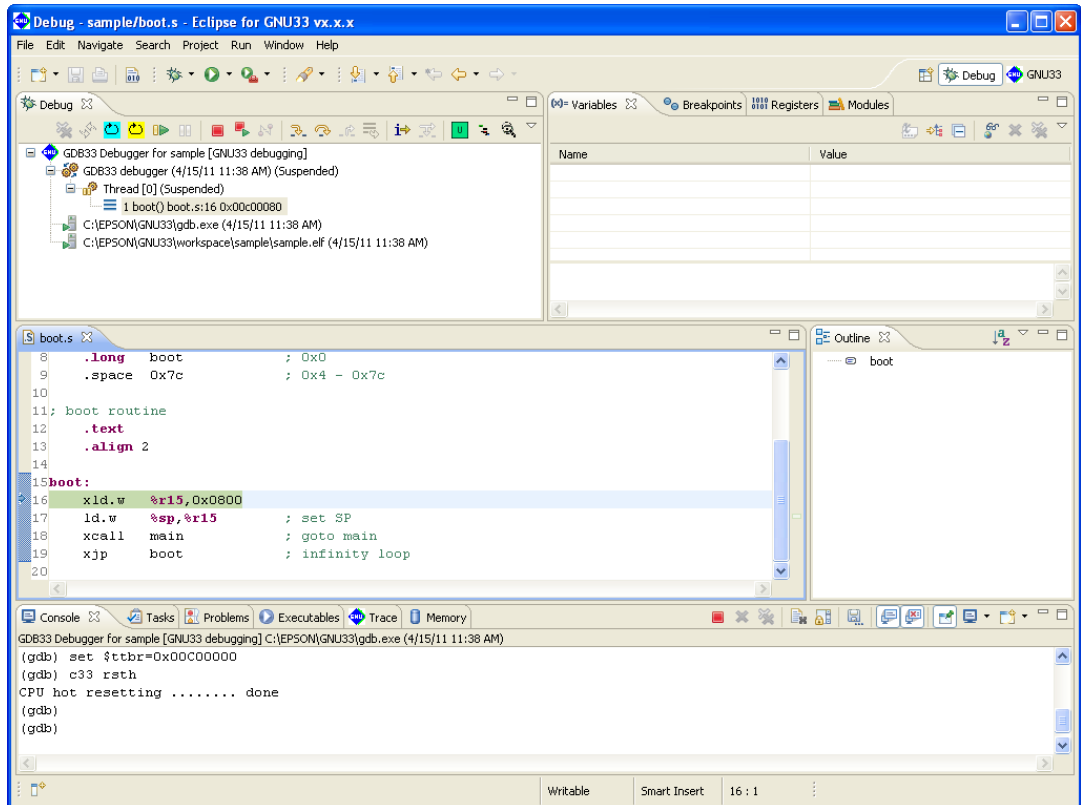 Debug - sample/boot.s - Eclipse for GNU33 vx.x.x
File Edit Navigate Search Project Run Window Help
Debug GNU33
Debug
(x)= Variables Breakpoints Registers Modules
GDB33 Debugger for sample [GNU33 debugging]
GDB33 debugger (4/15/11 11:38 AM) (Suspended)
Thread [0] (Suspended)
1 boot() boot.s:16 0x00c00080
C:\EPSON\GNU33\gdb.exe (4/15/11 11:38 AM)
C:\EPSON\GNU33\workspace\sample\sample.elf (4/15/11 11:38 AM)
Name Value
boot.s
8 .long boot ; 0x0
9 .space 0x7c ; 0x4 - 0x7c
10
11 ; boot routine
12 .text
13 .align 2
14
15 boot:
16 xld.w %r15,0x0800
17 ld.w %sp,%r15 ; set SP
18 xcall main ; goto main
19 xjp boot ; infinity loop
20
Outline
boot
Console Tasks Problems Executables Trace Memory
GDB33 Debugger for sample [GNU33 debugging] C:\EPSON\GNU33\gdb.exe (4/15/11 11:38 AM)
(gdb) set $ttbr=0x00C00000
(gdb) c33 rsth
CPU hot resetting ........ done
(gdb)
(gdb)
Writable Smart Insert 16 : 1